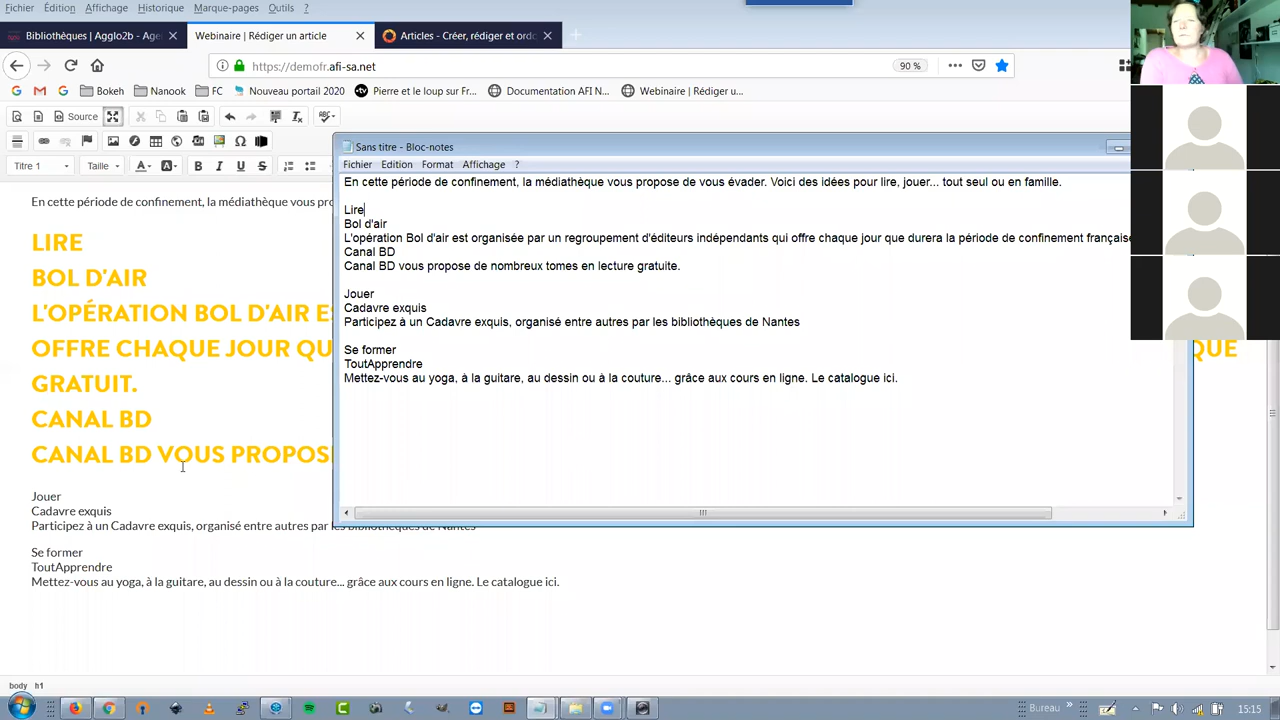 Fichier Édition Affichage Historique Marque-pages Outils ?
Bibliothèques | Agglo2b - Age
Webinaire | Rédiger un article
Articles - Créer, rédiger et ordo
https://demofr.afi-sa.net
90 %
Bokeh Nanook FC Nouveau portail 2020 Pierre et le loup sur Fr... Documentation AFI N... Webinaire | Rédiger u...
Source
Titre 1 Taille
Sans titre - Bloc-notes
Fichier Edition Format Affichage ?
En cette période de confinement, la médiathèque vous propose de vous évader. Voici des idées pour lire, jouer... tout seul ou en famille.
Lire
Bol d'air
L'opération Bol d'air est organisée par un regroupement d'éditeurs indépendants qui offre chaque jour que durera la période de confinement française
Canal BD
Canal BD vous propose de nombreux tomes en lecture gratuite.
Jouer
Cadavre exquis
Participez à un Cadavre exquis, organisé entre autres par les bibliothèques de Nantes
Se former
ToutApprendre
Mettez-vous au yoga, à la guitare, au dessin ou à la couture... grâce aux cours en ligne. Le catalogue ici.
En cette période de confinement, la médiathèque vous pro
LIRE
BOL D'AIR
L'OPÉRATION BOL D'AIR ES
OFFRE CHAQUE JOUR QU
QUE
GRATUIT.
CANAL BD
CANAL BD VOUS PROPOS
Jouer
Cadavre exquis
Participez à un Cadavre exquis, organisé entre autres par les bibliothèques de Nantes
Se former
ToutApprendre
Mettez-vous au yoga, à la guitare, au dessin ou à la couture... grâce aux cours en ligne. Le catalogue ici.
body h1
Bureau
15:15